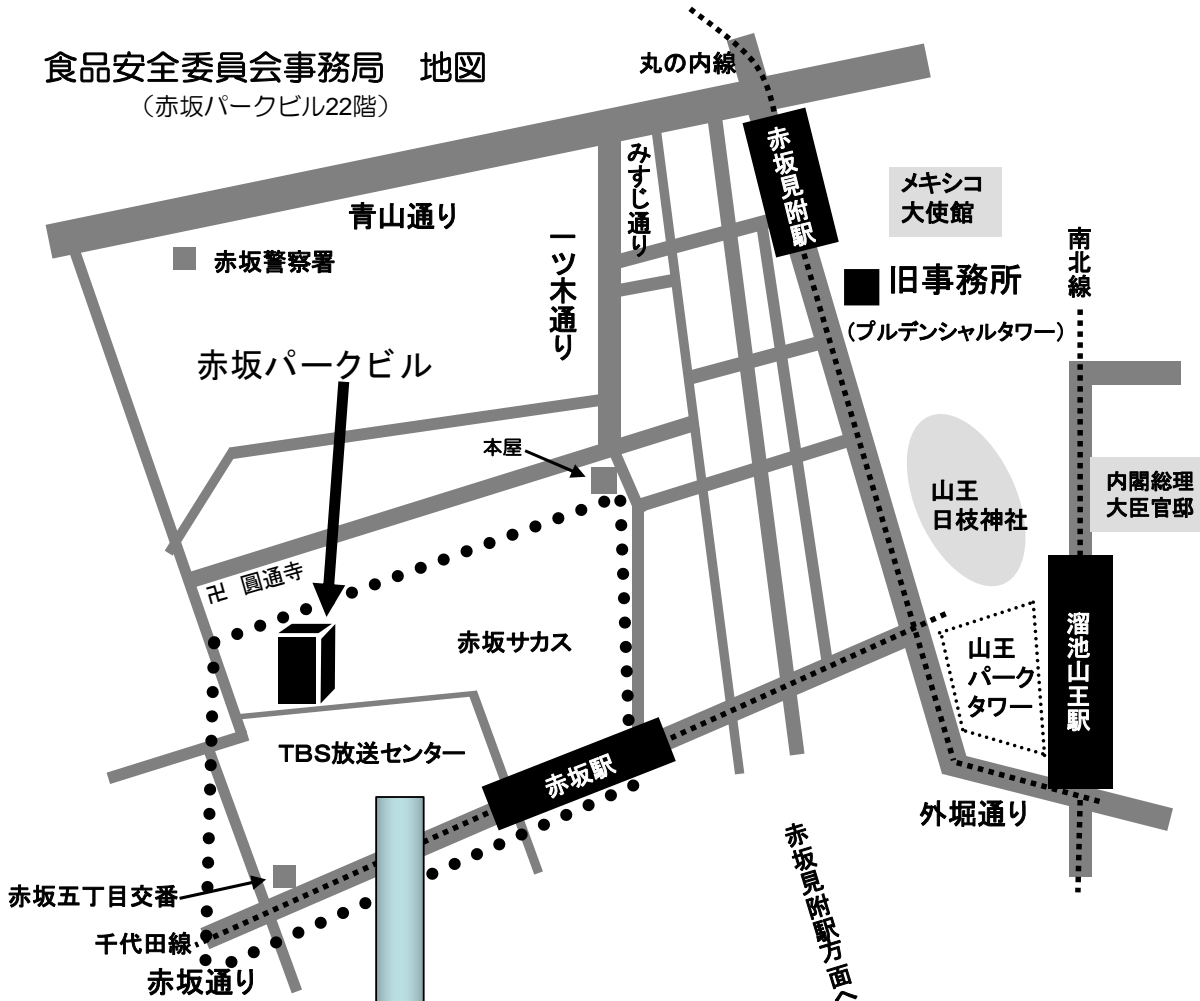 食品安全委員会事務局　地図
（赤坂パークビル22階）
丸の内線
赤坂見附駅
みすじ通り
メキシコ
大使館
青山通り
赤坂警察署
一ツ木通り
南北線
旧事務所
（プルデンシャルタワー）
赤坂パークビル
本屋
山王
日枝神社
内閣総理
大臣官邸
卍　圓通寺
赤坂サカス
山王
パーク
タワー
溜池山王駅
TBS放送センター
赤坂駅
外堀通り
赤坂見附駅方面へ
赤坂五丁目交番
千代田線
赤坂通り